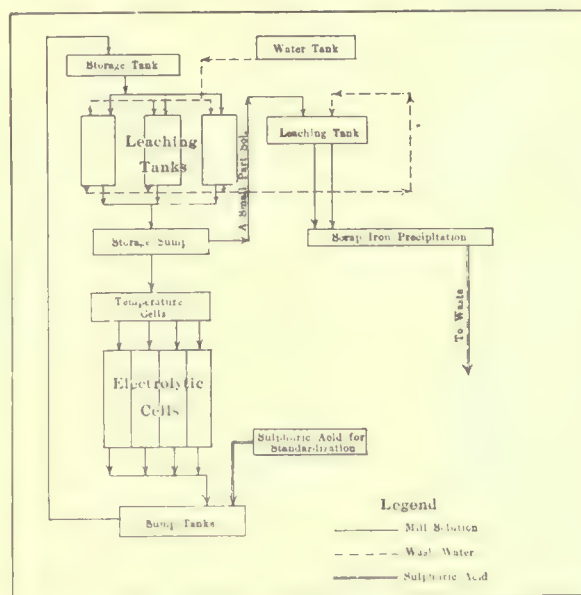 Water Tank
Storage Tank
Leaching
Tanks
A Small Part Sol.
Leaching Tank
Storage Sump
Scrap Iron Precipitation
To Waste
Temperature
Cells
Electrolytic
Cells
Sulphuric Acid for
Standardization
Sump Tanks
Legend
Mill Solution
Wash Water
Sulphuric Acid